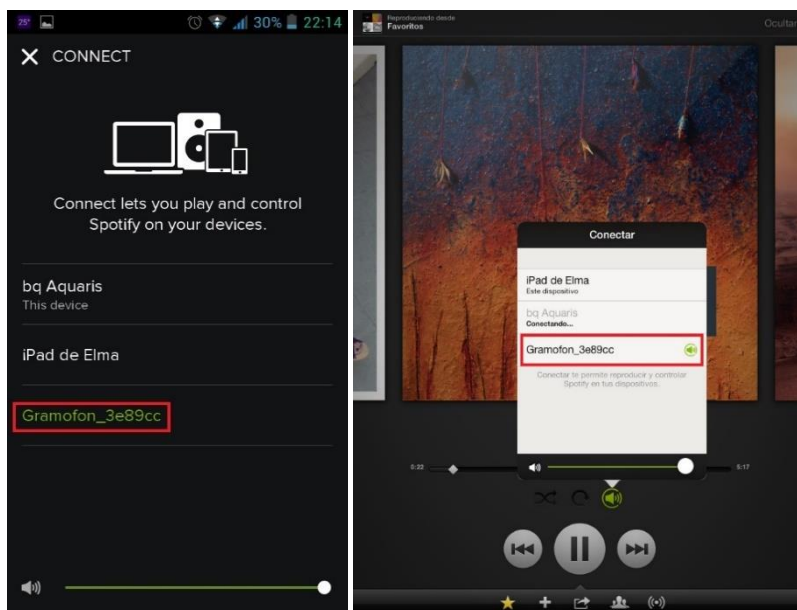 25°
30%
22:14
CONNECT
Connect lets you play and control
Spotify on your devices.
bq Aquaris
This device
iPad de Elma
Gramofon_3e89cc
Reproduciendo desde
Favoritos
Ocultar
Conectar
iPad de Elma
Este dispositivo
bq Aquaris
Conectando...
Gramofon_3e89cc
Conectar te permite reproducir y controlar
Spotify en tus dispositivos.
0:22
5:17